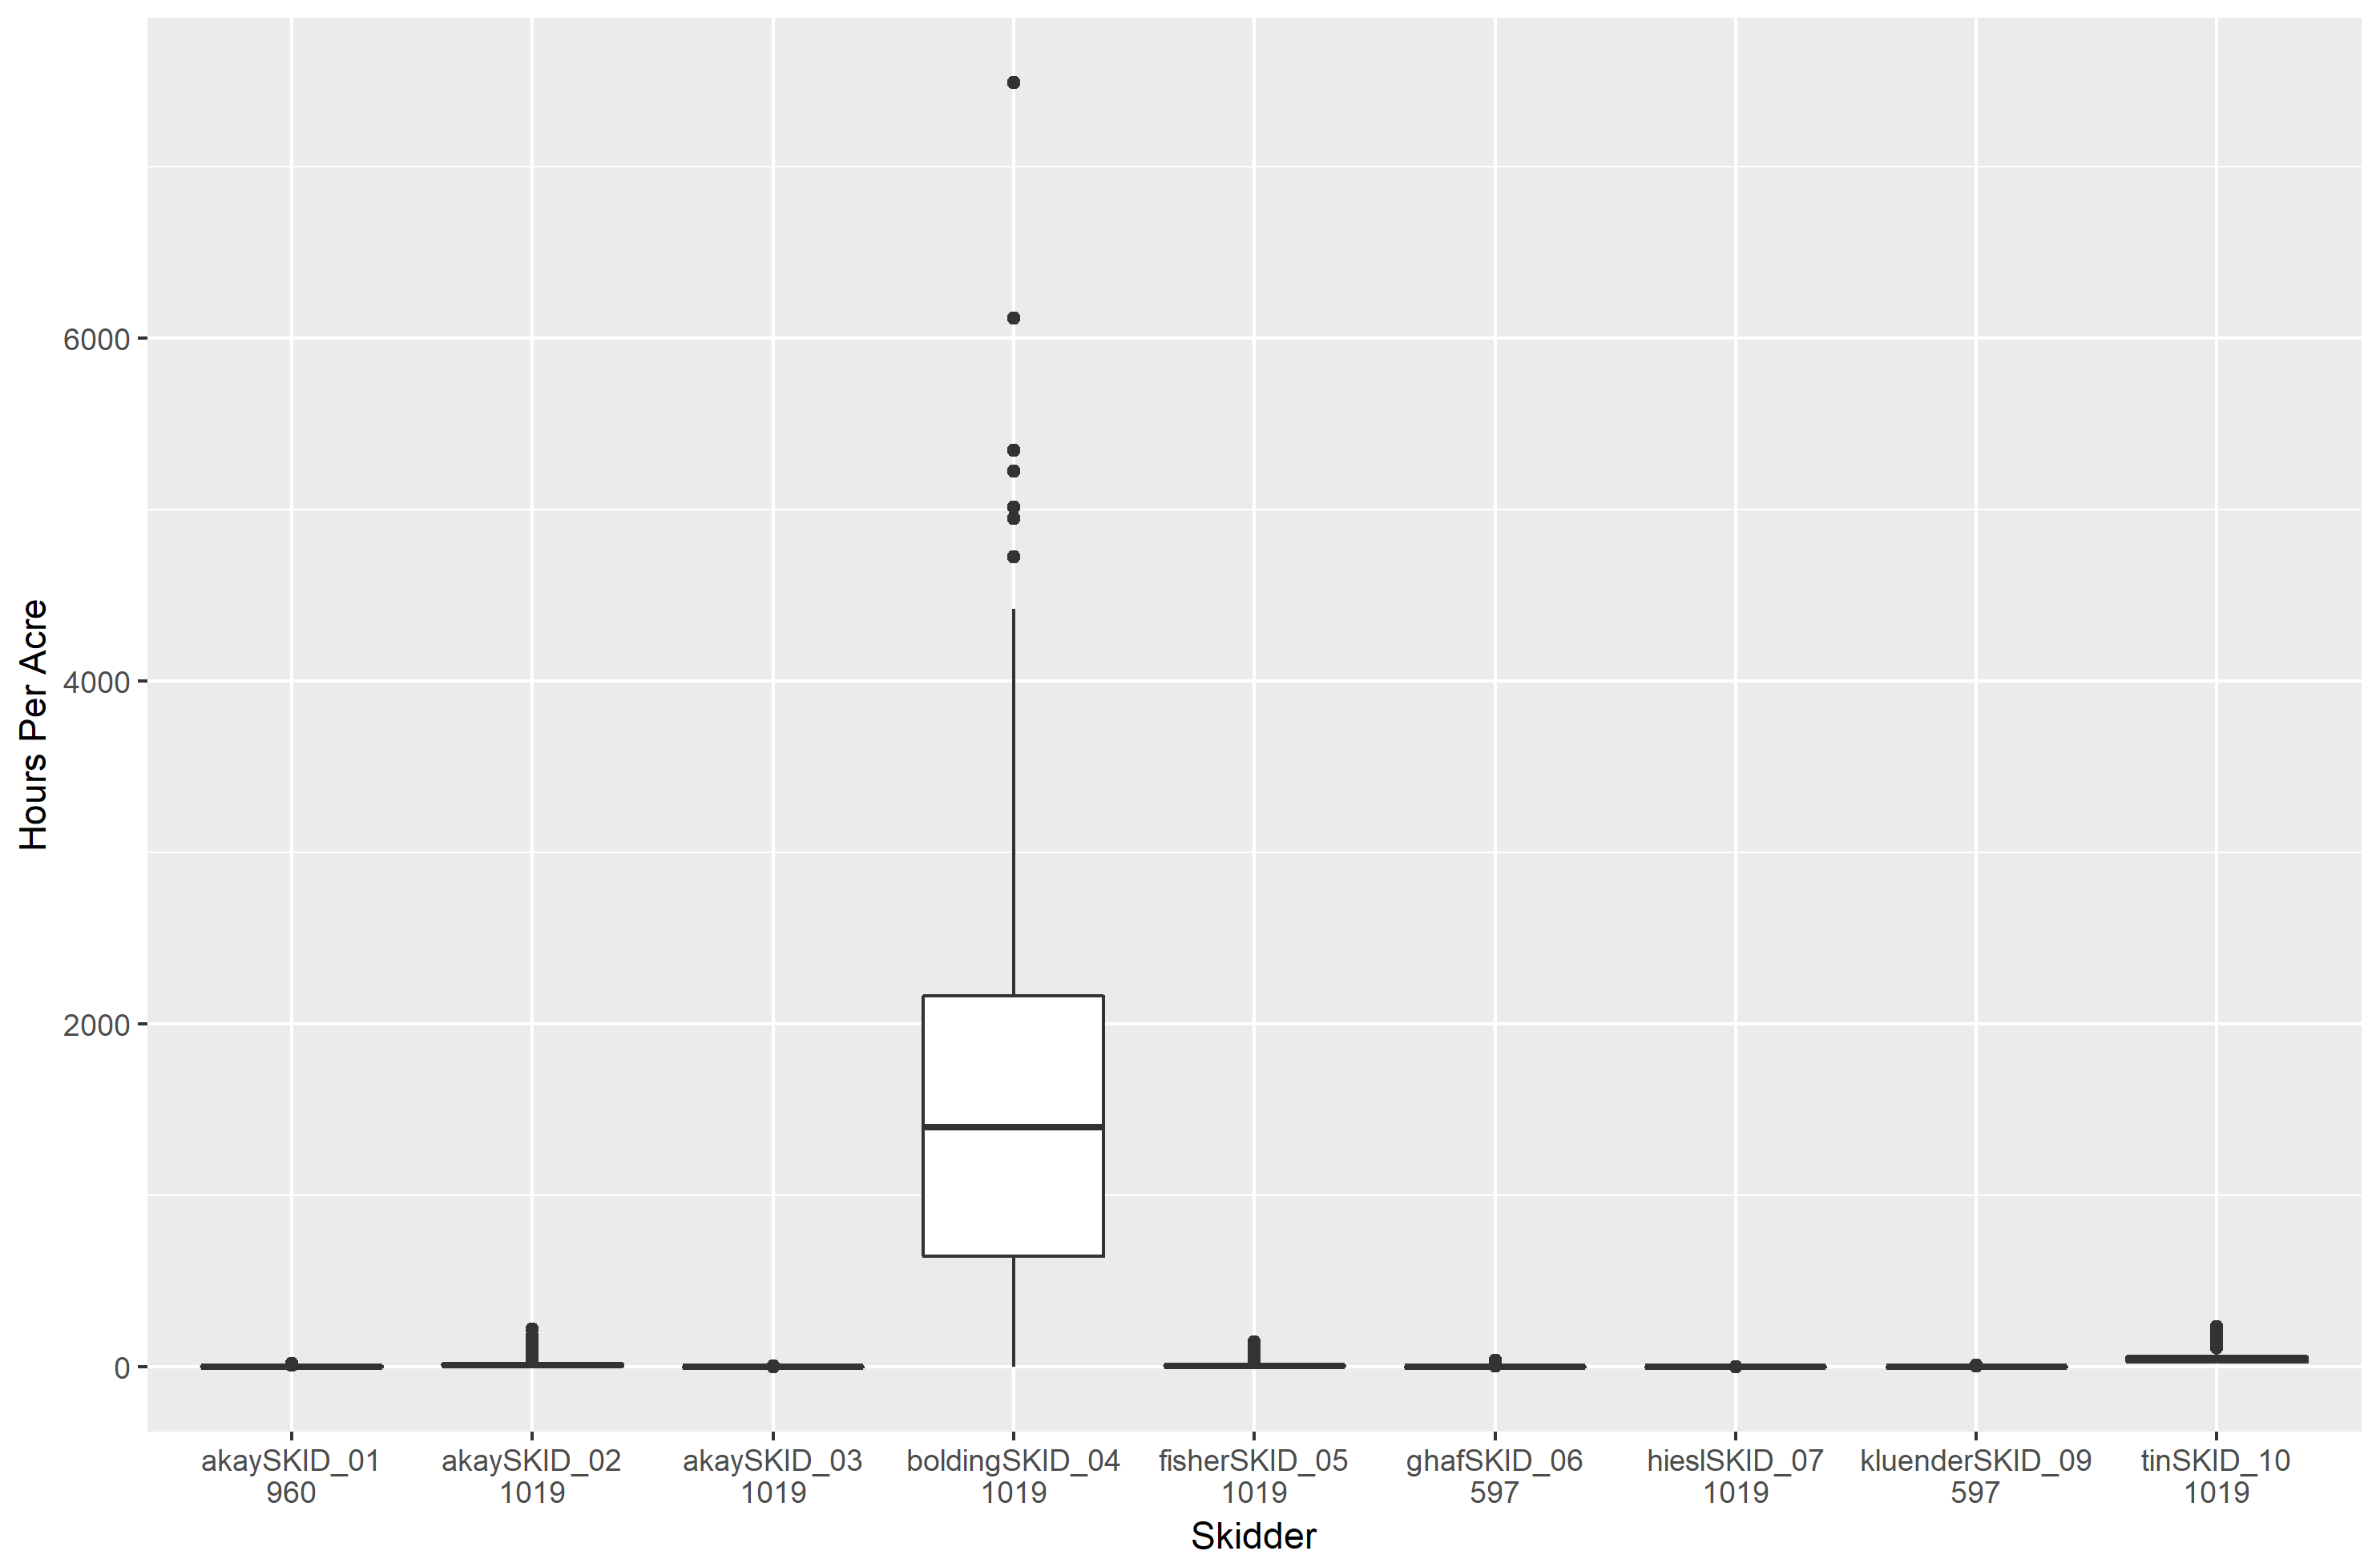 Hours Per Acre
6000
4000
2000
0
akaySKID_01 akaySKID_02 akaySKID_03 boldingSKID_04 fisherSKID_05 ghafSKID_06 hieslSKID_07 kluenderSKID_09 tinSKID_10
960 1019 1019 1019 1019 597 1019 597 1019
Skidder